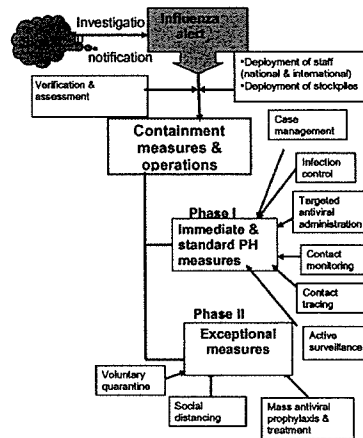 Investigatio
notification
Influenza
alert
•Deployment of staff
(national & international)
•Deployment of stockpiles
Verification &
assessment
Containment
measures &
operations
Case
management
Infection
control
Phase I
Immediate &
standard PH
measures
Targeted
antiviral
administration
Contact
monitoring
Contact
tracing
Active
surveillance
Phase II
Exceptional
measures
Voluntary
quarantine
Social
distancing
Mass antiviral
prophylaxis &
treatment